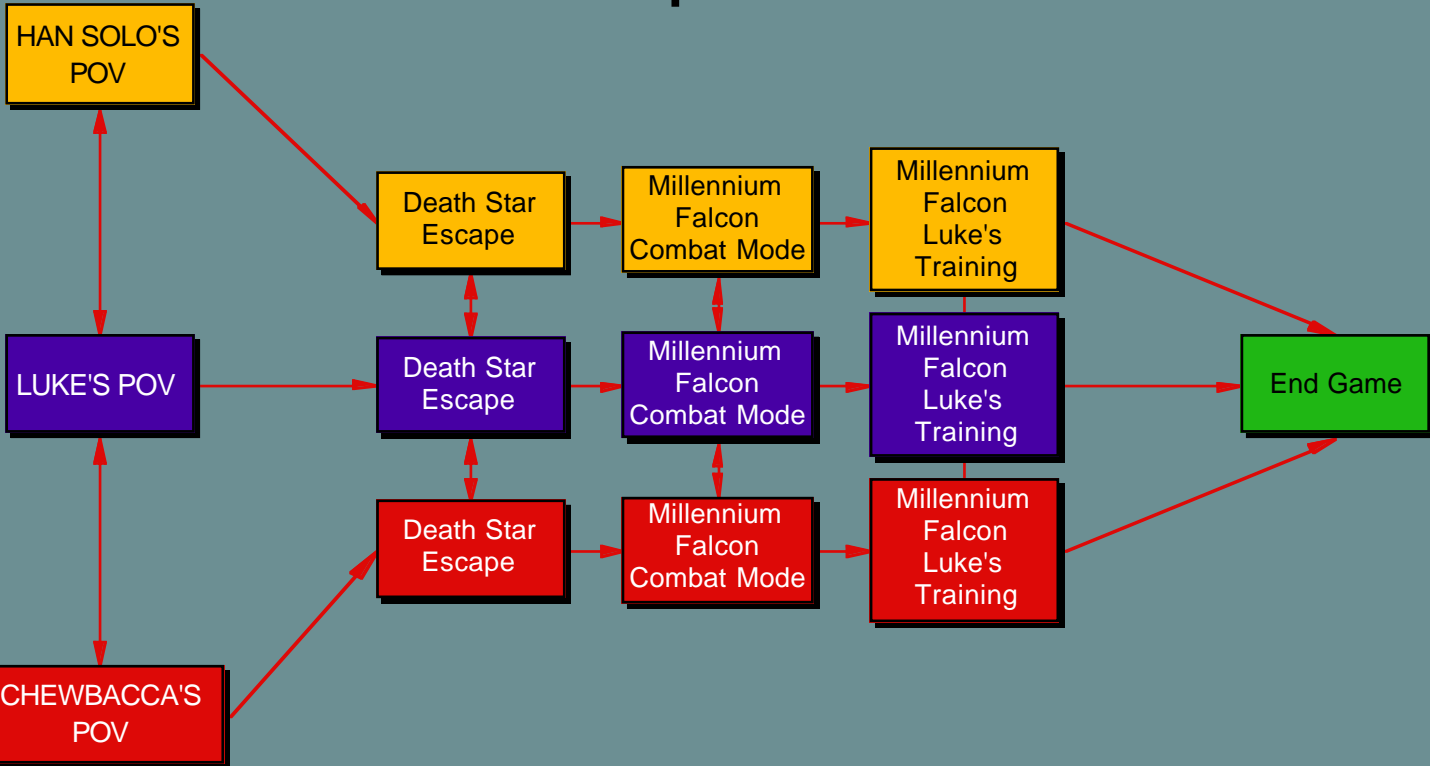 HAN SOLO'S
POV
Death Star
Escape
Millennium
Falcon
Combat Mode
Millennium
Falcon
Luke's
Training
LUKE'S POV
Death Star
Escape
Millennium
Falcon
Combat Mode
Millennium
Falcon
Luke's
Training
End Game
CHEWBACCA'S
POV
Death Star
Escape
Millennium
Falcon
Combat Mode
Millennium
Falcon
Luke's
Training